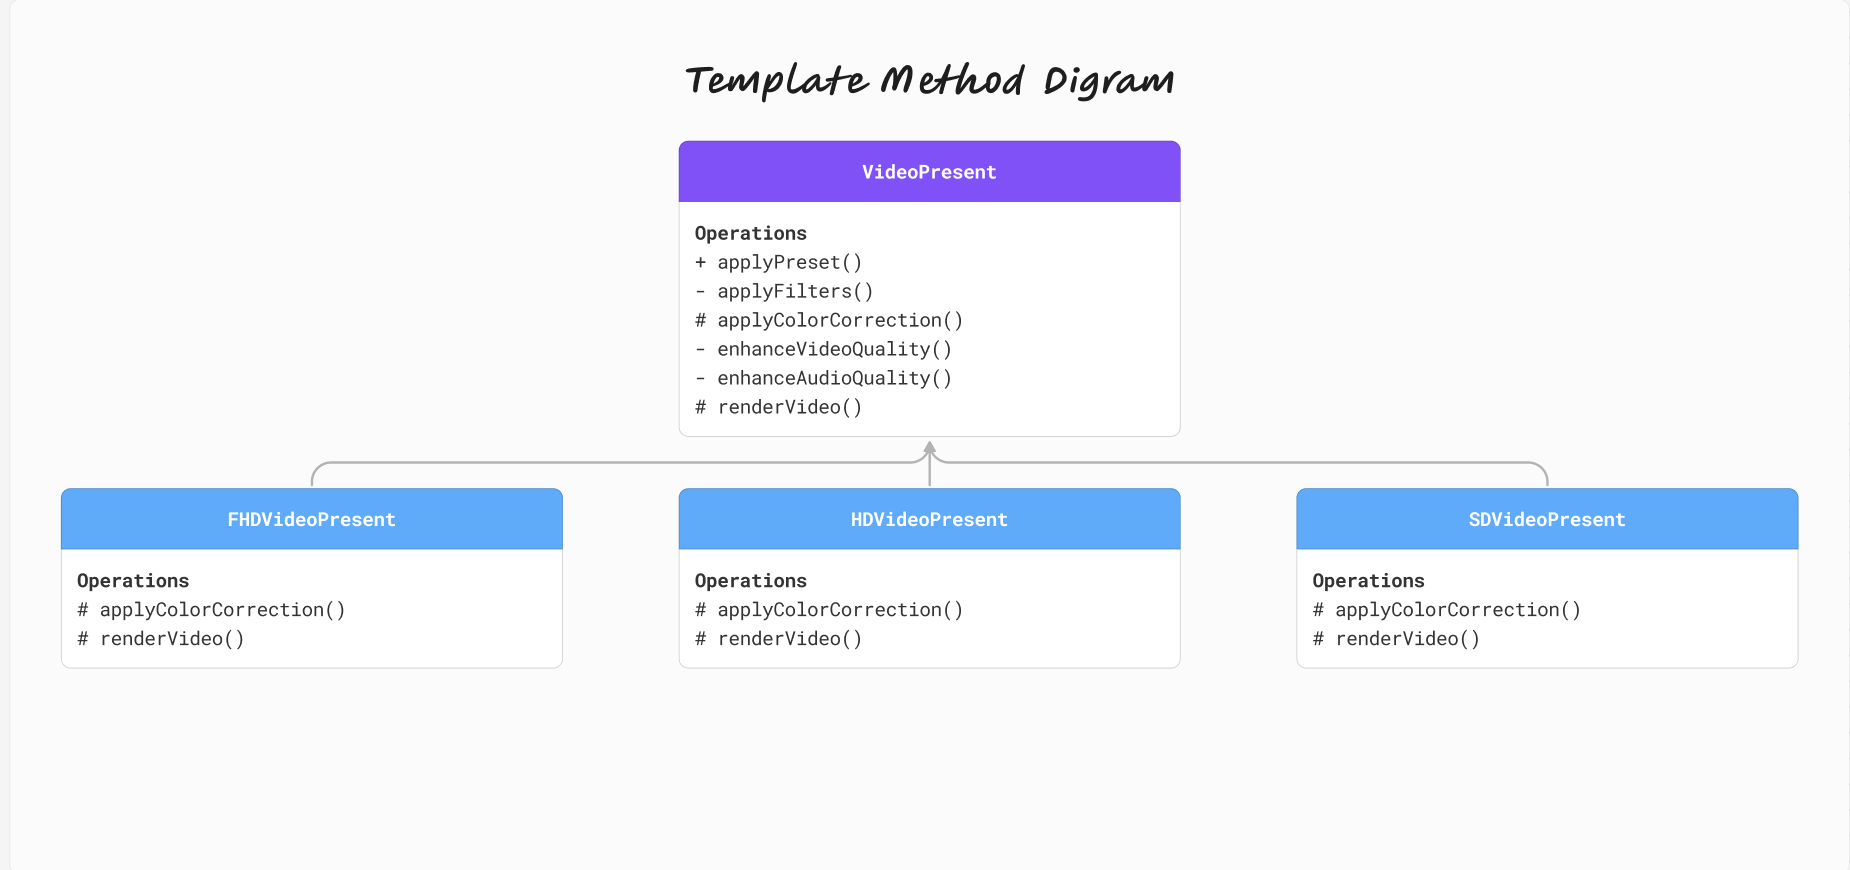 Template Method Digram
VideoPresent
Operations
+ applyPreset()
- applyFilters()
# applyColorCorrection()
- enhanceVideoQuality()
- enhanceAudioQuality()
# renderVideo()
FHDVideoPresent
Operations
# applyColorCorrection()
# renderVideo()
HDVideoPresent
Operations
# applyColorCorrection()
# renderVideo()
SDVideoPresent
Operations
# applyColorCorrection()
# renderVideo()